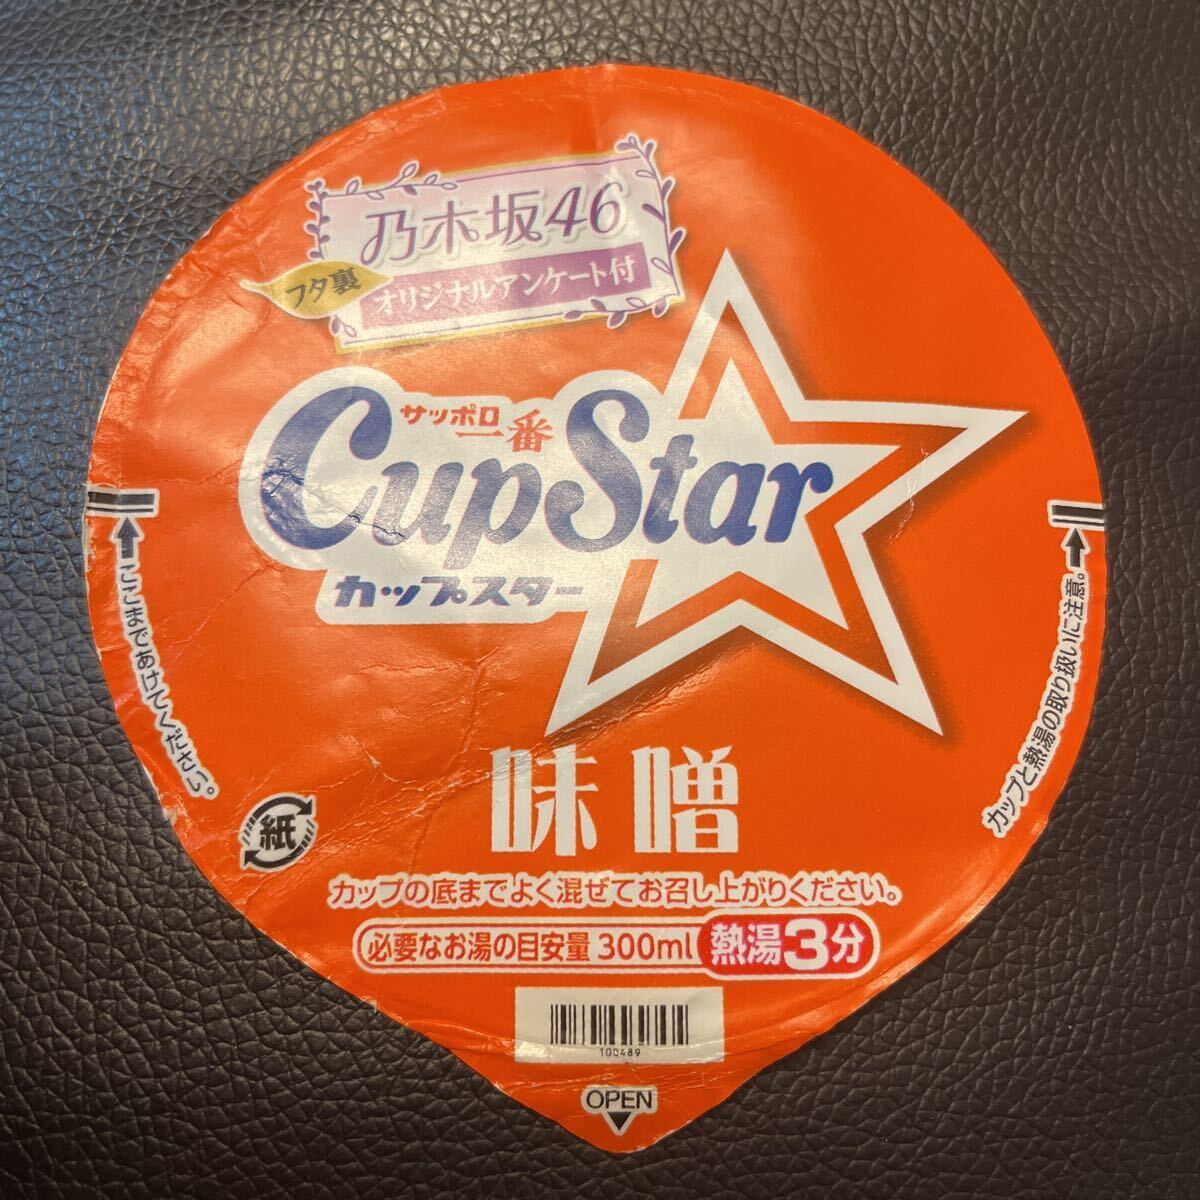 乃木坂46
フタ裏
オリジナルアンケート付
サッポロ
一番
CupStar
カップスター
ここまであけてください。
カップと熱湯の取り扱いに注意。
紙
味噌
カップの底までよく混ぜてお召し上がりください。
必要なお湯の目安量 300ml 熱湯3分
100489
OPEN